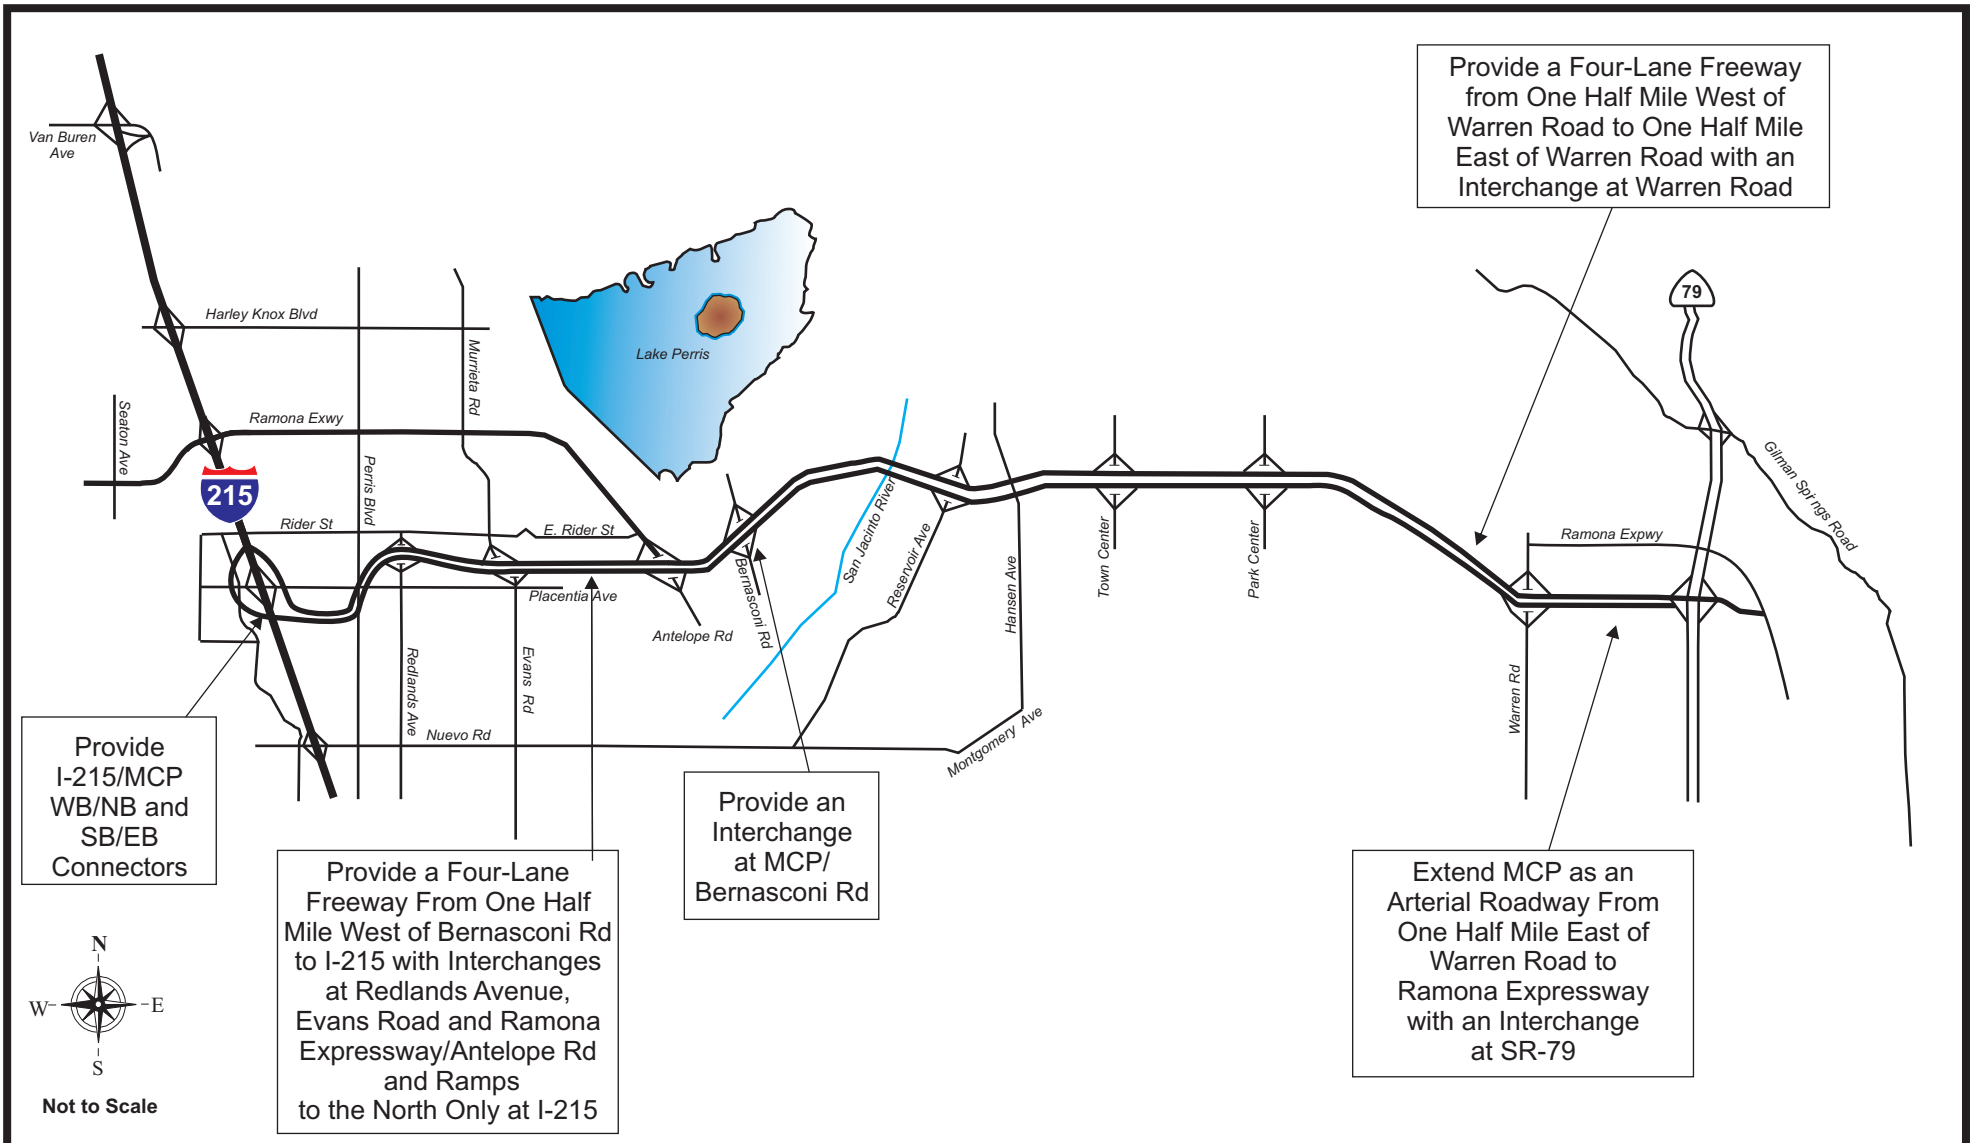 Provide a Four-Lane Freeway
from One Half Mile West of
Warren Road to One Half Mile
East of Warren Road with an
Interchange at Warren Road
Van Buren
Ave
79
Harley Knox Blvd
Murrieta Rd
Lake Perris
Seaton Ave
Ramona Exwy
Perris Blvd
215
Rider St
E. Rider St
Placentia Ave
Antelope Rd
Bernasconi Rd
San Jacinto River
Reservoir Ave
Hansen Ave
Town Center
Park Center
Ramona Expwy
Gilman Spirngs Road
Redlands Ave
Evans Rd
Nuevo Rd
Montgomery Ave
Warren Rd
Provide
I-215/MCP
WB/NB and
SB/EB
Connectors
Provide a Four-Lane
Freeway From One Half
Mile West of Bernasconi Rd
to I-215 with Interchanges
at Redlands Avenue,
Evans Road and Ramona
Expressway/Antelope Rd
and Ramps
to the North Only at I-215
Provide an
Interchange
at MCP/
Bernasconi Rd
Extend MCP as an
Arterial Roadway From
One Half Mile East of
Warren Road to
Ramona Expressway
with an Interchange
at SR-79
N
W
E
S
Not to Scale